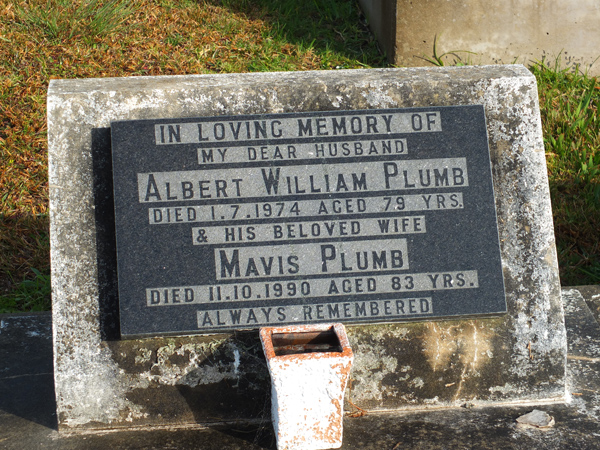 IN LOVING MEMORY OF
MY DEAR HUSBAND
ALBERT WILLIAM PLUMB
DIED 1.7.1974 AGED 79 YRS.
& HIS BELOVED WIFE
MAVIS PLUMB
DIED 11.10.1990 AGED 83 YRS.
ALWAYS REMEMBERED